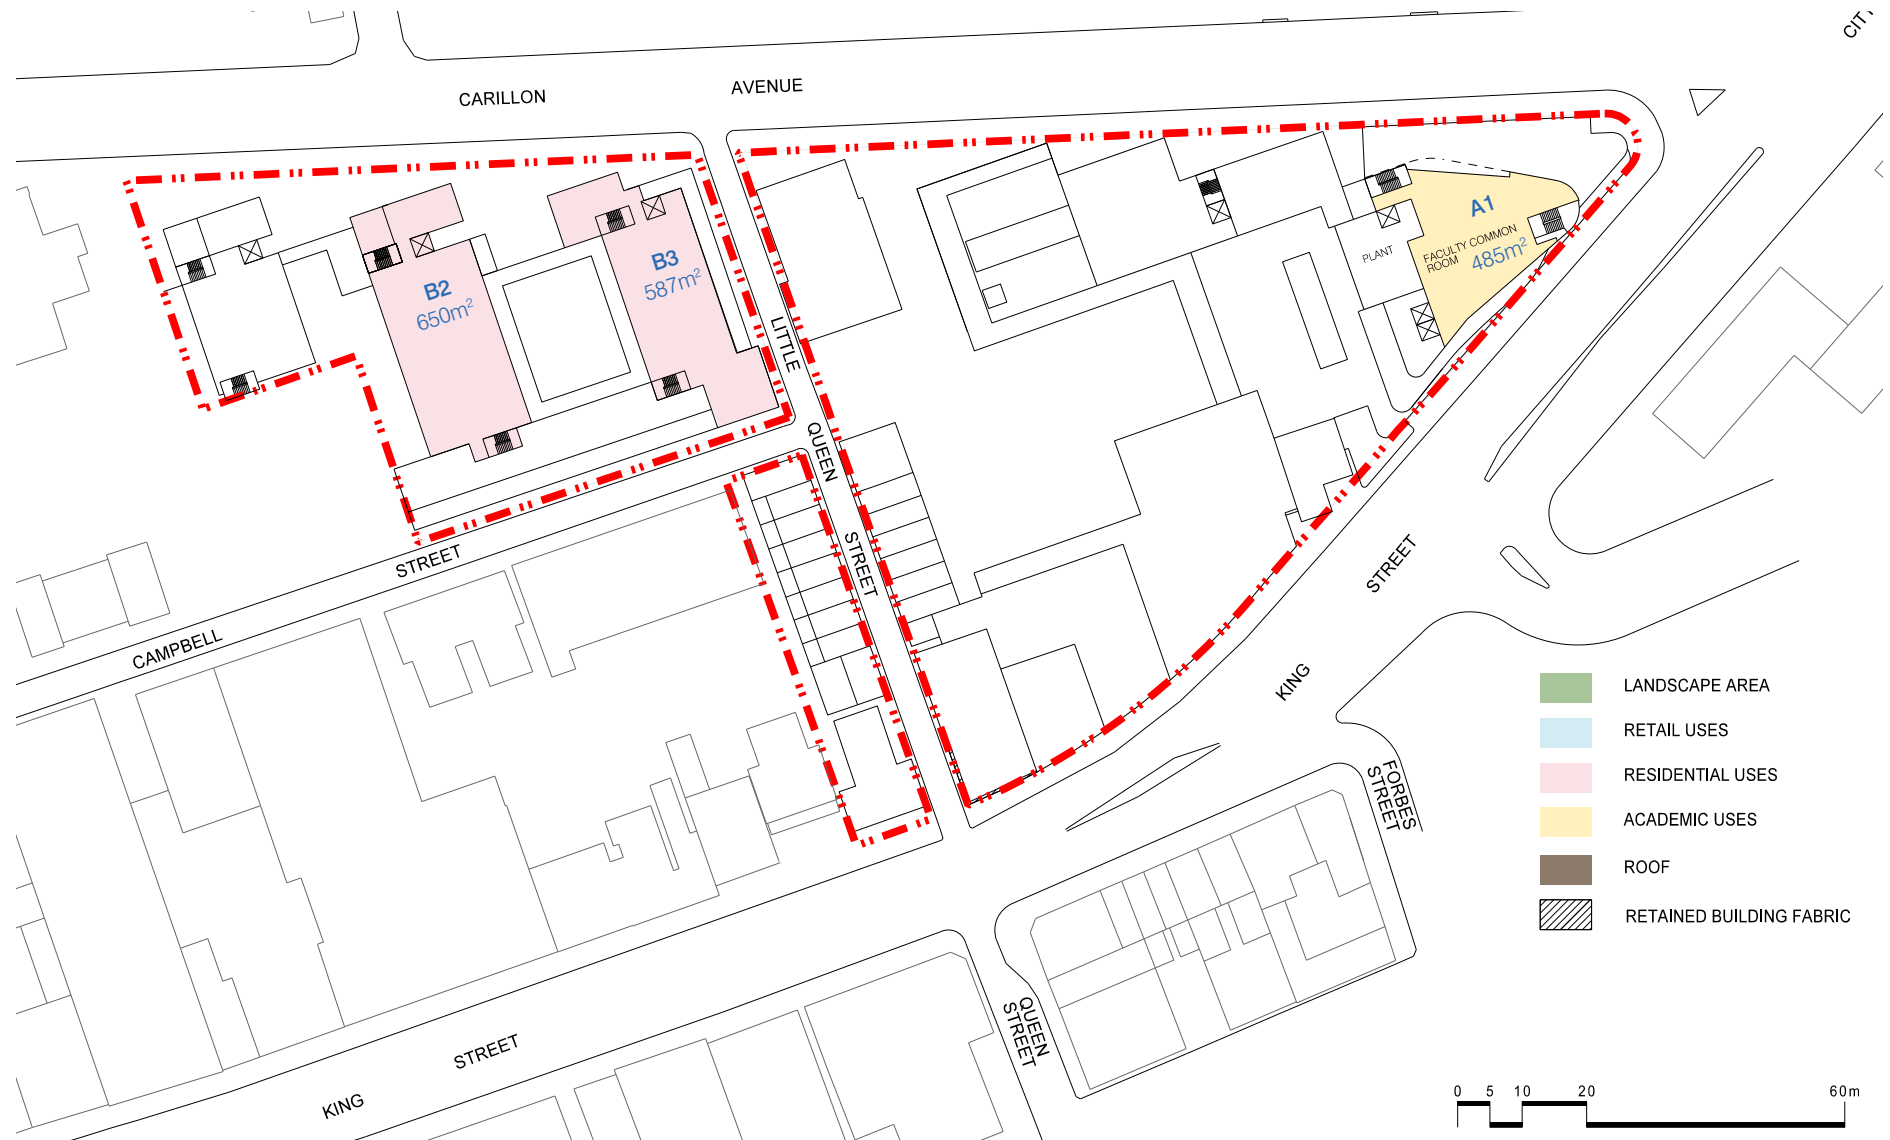 CITY
CARILLON
AVENUE
A1
FACULTY COMMON
ROOM
485m²
PLANT
B2
650m²
B3
587m²
LITTLE
QUEEN
STREET
STREET
CAMPBELL
STREET
KING
FORBES
STREET
LANDSCAPE AREA
RETAIL USES
RESIDENTIAL USES
ACADEMIC USES
ROOF
RETAINED BUILDING FABRIC
QUEEN
STREET
STREET
KING
0 5 10 20 60m